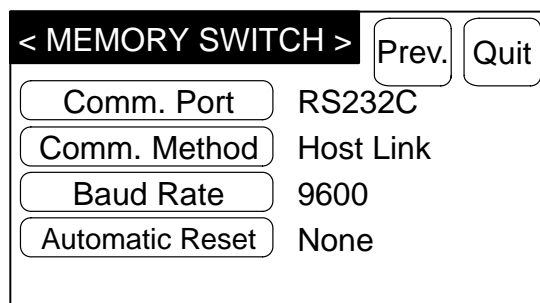 < MEMORY SWITCH > Prev. Quit
Comm. Port RS232C
Comm. Method Host Link
Baud Rate 9600
Automatic Reset None